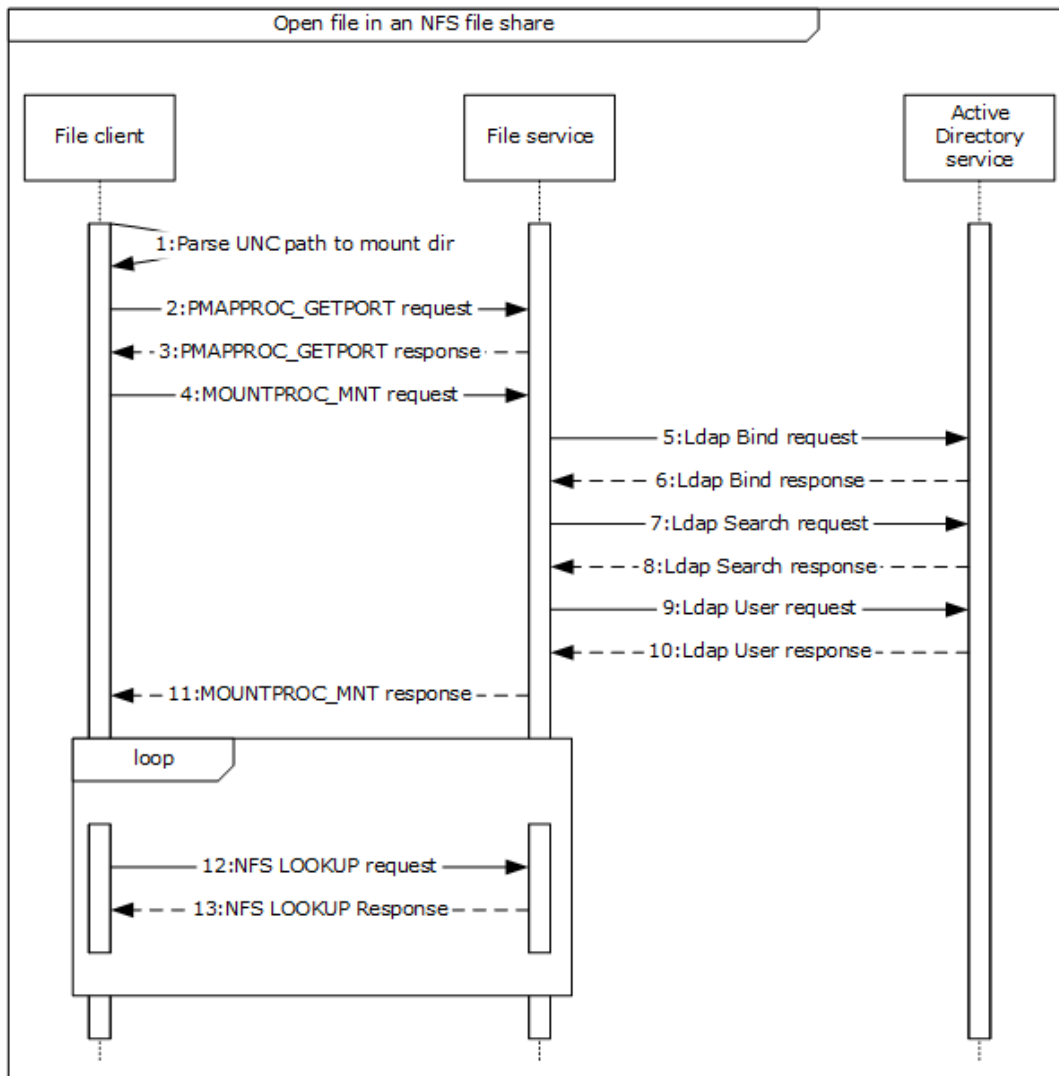 Open file in an NFS file share
File client
File service
Active
Directory
service
1:Parse UNC path to mount dir
2:PMAPPROC_GETPORT request
3:PMAPPROC_GETPORT response
4:MOUNTPROC_MNT request
5:Ldap Bind request
6:Ldap Bind response
7:Ldap Search request
8:Ldap Search response
9:Ldap User request
10:Ldap User response
11:MOUNTPROC_MNT response
loop
12:NFS LOOKUP request
13:NFS LOOKUP Response